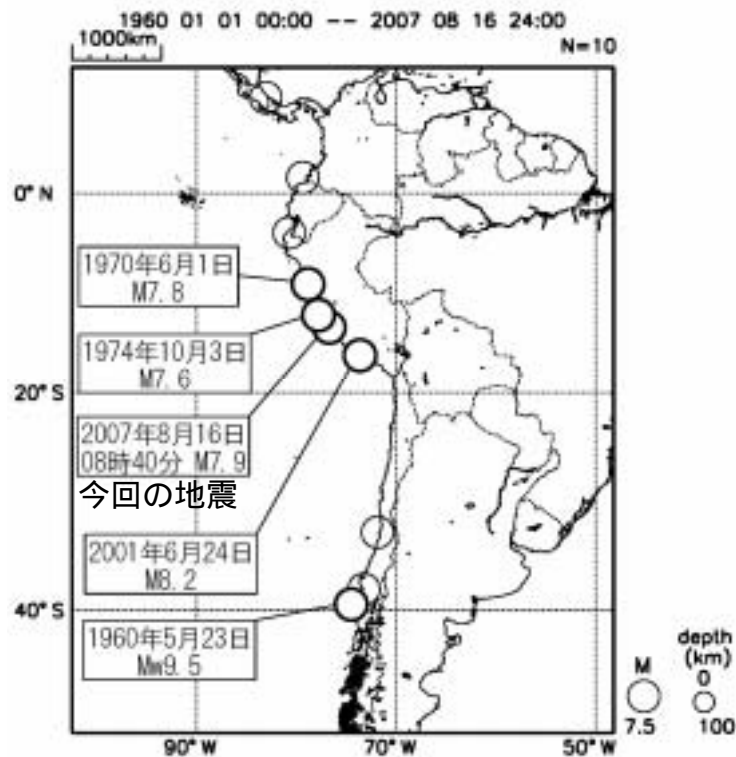 1960 01 01 00:00 -- 2007 08 16 24:00
1000km
N=10
0° N
1970年6月1日
M7.8
1974年10月3日
M7.6
20° S
2007年8月16日
08時40分 M7.9
今回の地震
2001年6月24日
M8.2
40° S
1960年5月23日
Mw9.5
M
7.5
depth
(km)
0
100
90° W
70° W
50° W